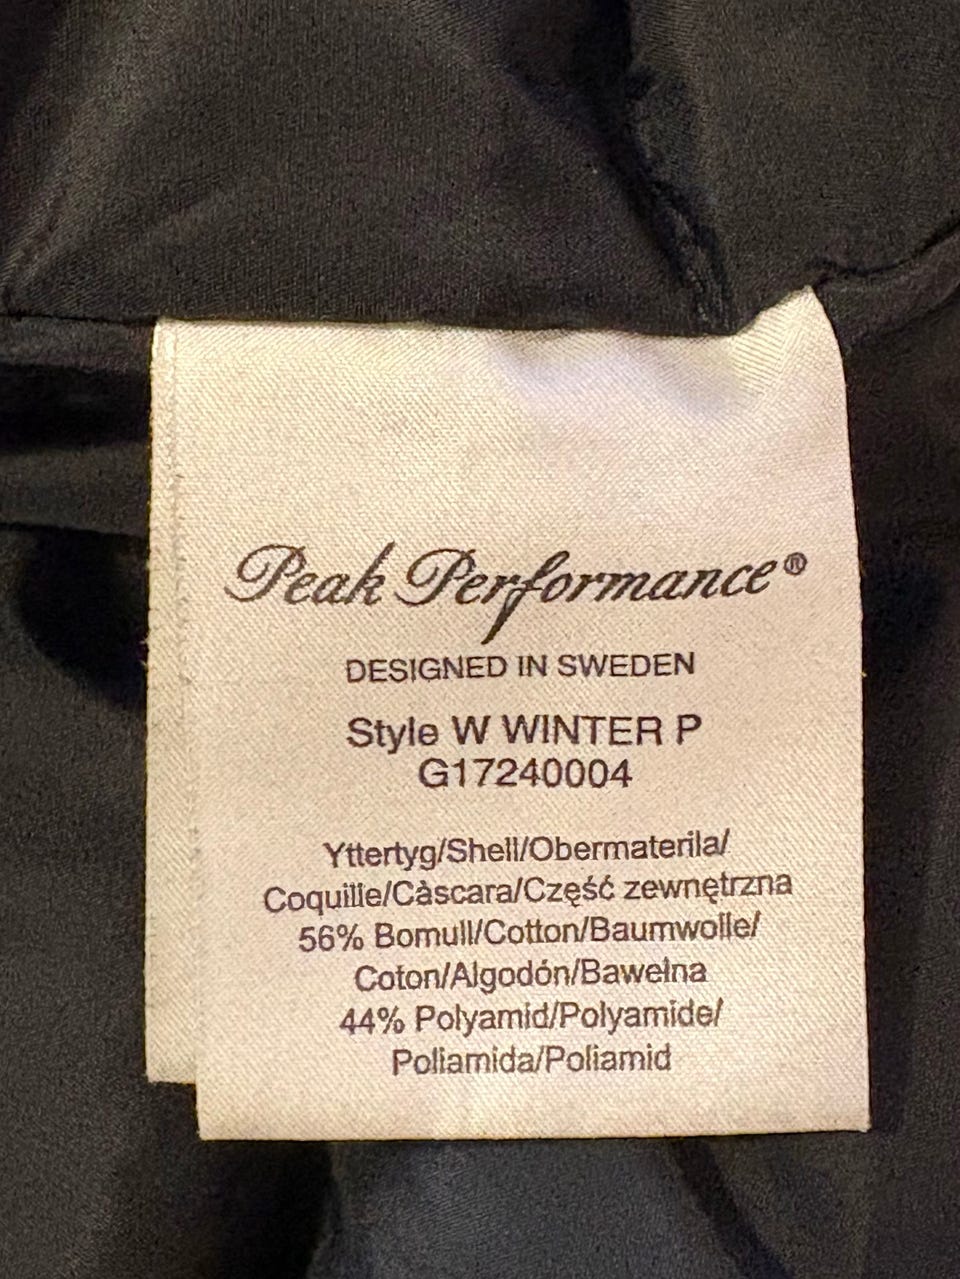 Peak Performance®
DESIGNED IN SWEDEN
Style W WINTER P
G17240004
Yttertyg/Shell/Obermaterila/
Coquille/Càscara/Część zewnętrzna
56% Bomull/Cotton/Baumwolle/
Coton/Algodón/Bawełna
44% Polyamid/Polyamide/
Poliamida/Poliamid